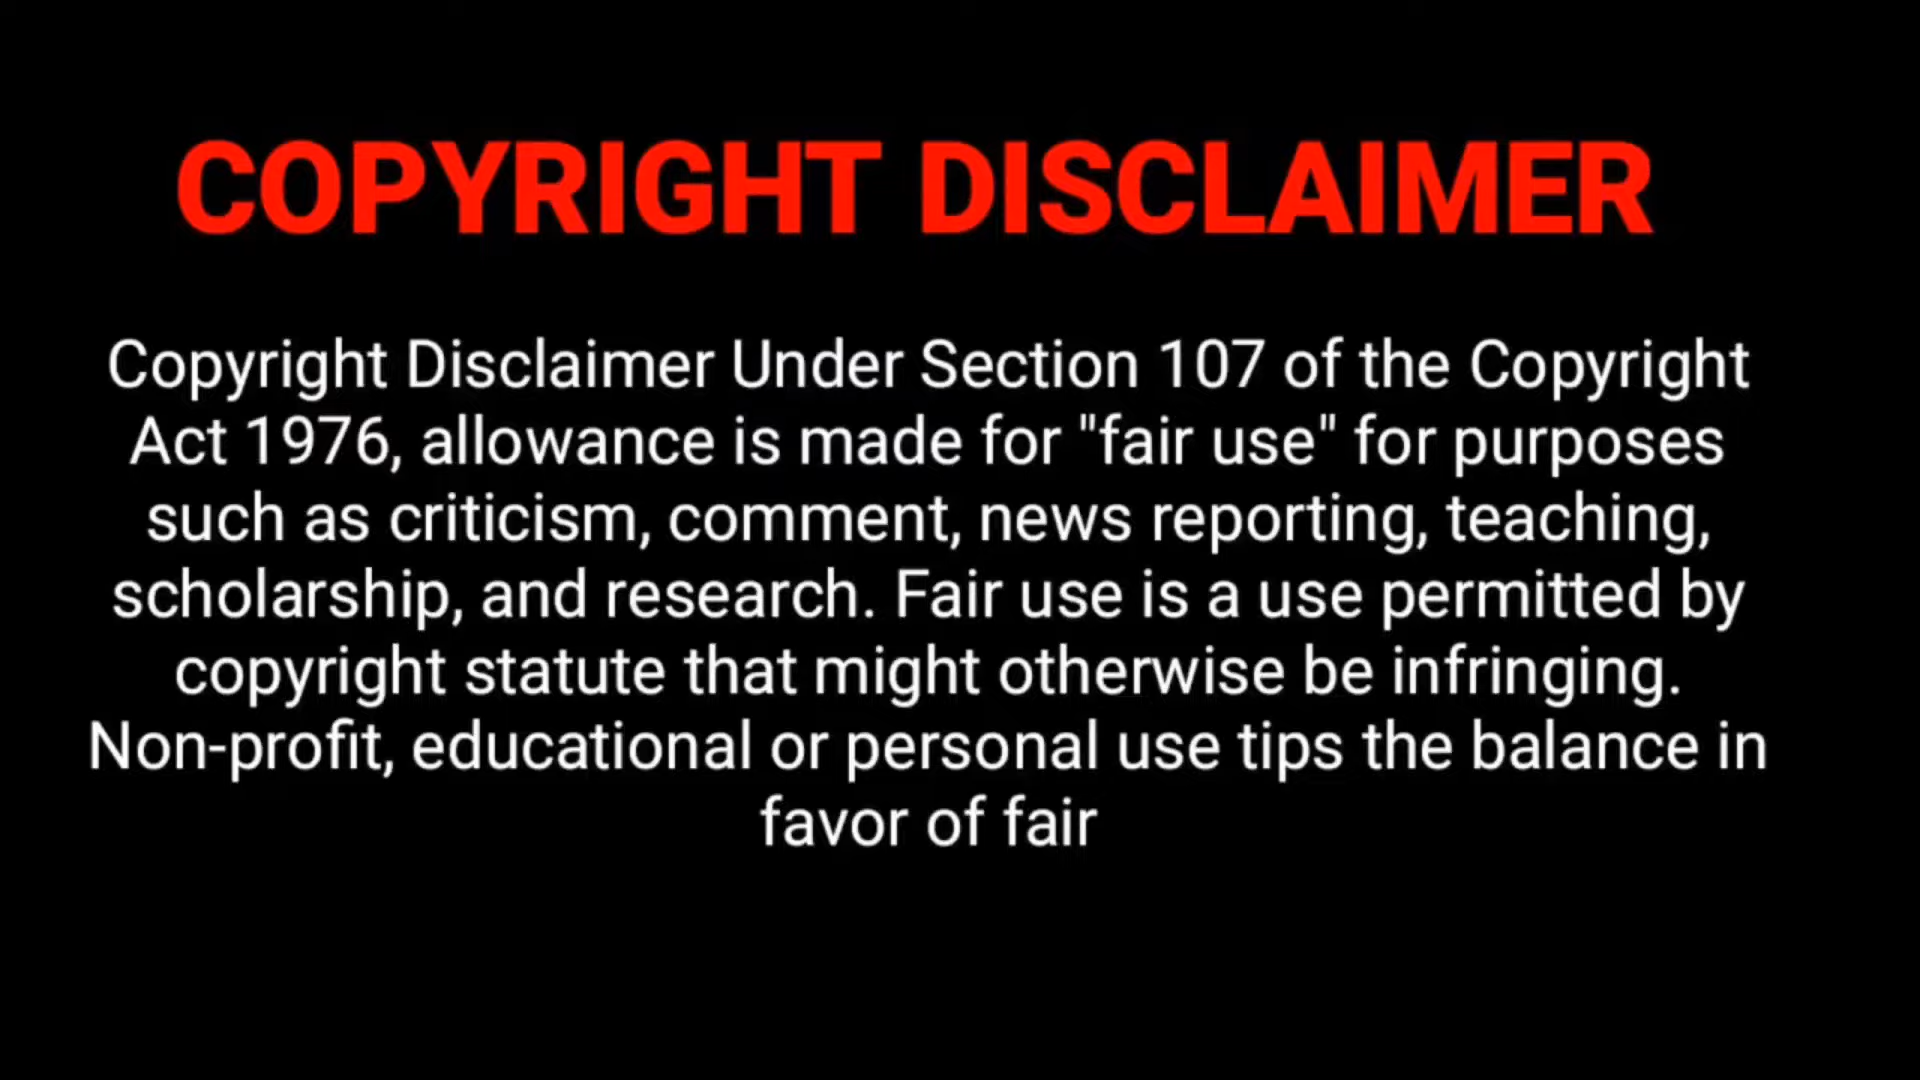 COPYRIGHT DISCLAIMER
Copyright Disclaimer Under Section 107 of the Copyright
Act 1976, allowance is made for "fair use" for purposes
such as criticism, comment, news reporting, teaching,
scholarship, and research. Fair use is a use permitted by
copyright statute that might otherwise be infringing.
Non-profit, educational or personal use tips the balance in
favor of fair